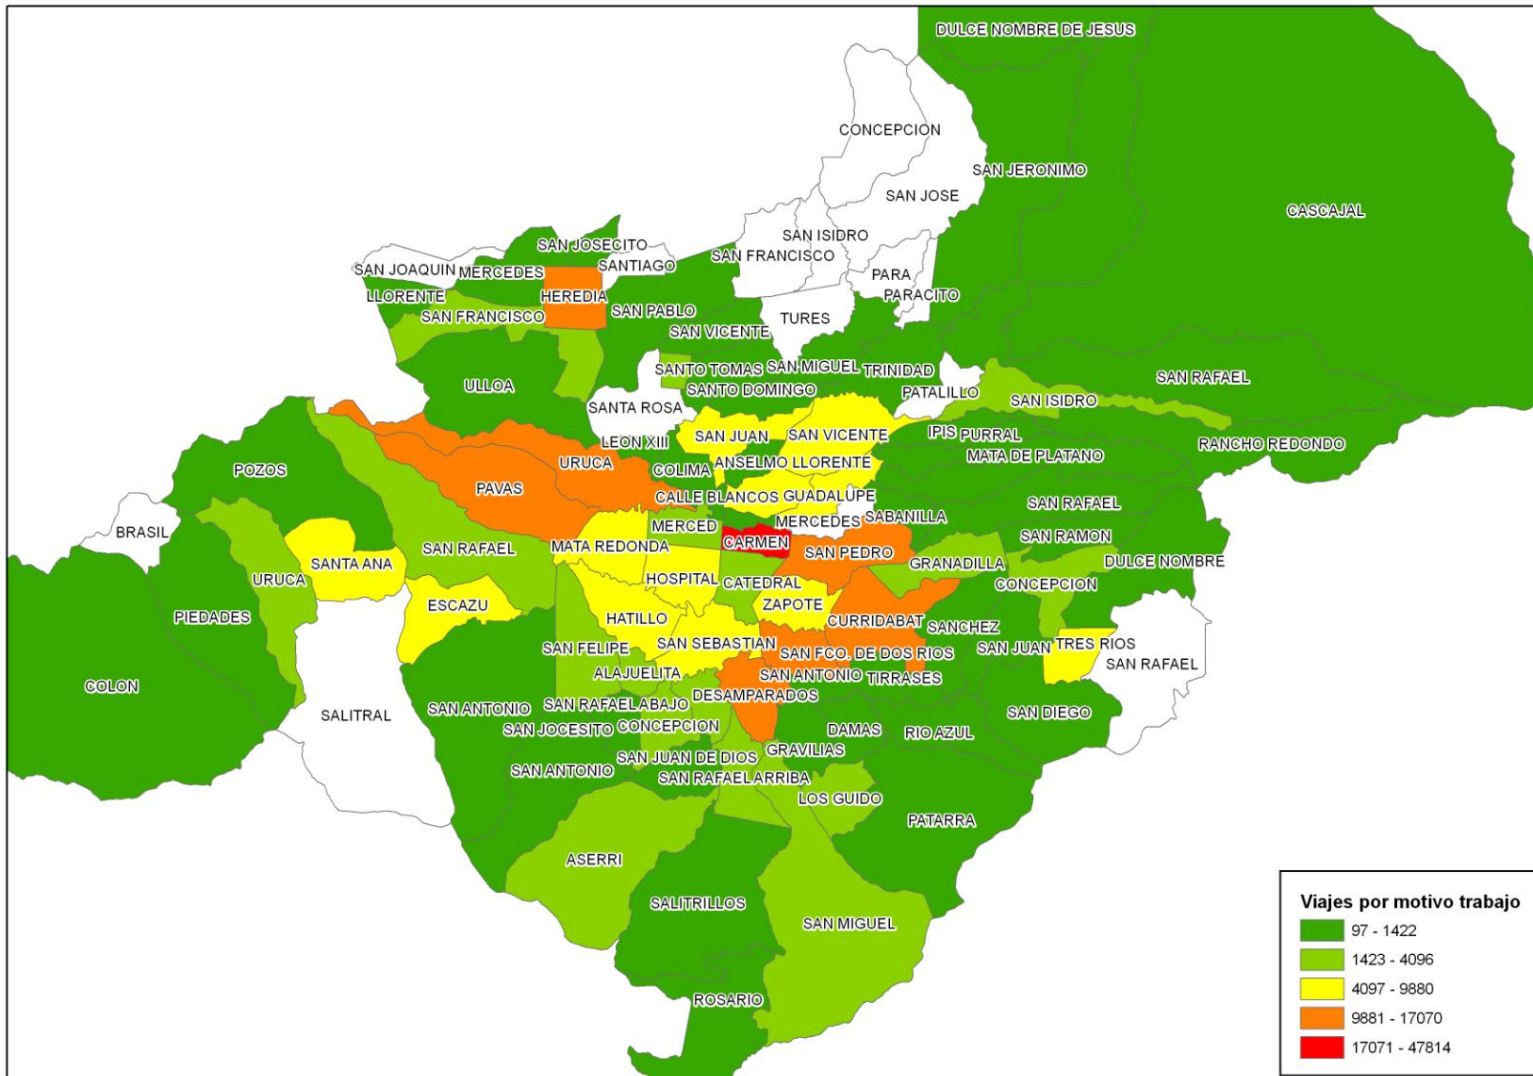 DULCE NOMBRE DE JESUS
CONCEPCION
SAN JERONIMO
SAN JOSE
CASCAJAL
SAN ISIDRO
SAN JOSECITO
SAN FRANCISCO
SANTIAGO
SAN JOAQUIN
MERCEDES
PARA
LLORENTE
HEREDIA
PARACITO
SAN PABLO
SAN FRANCISCO
TURES
SAN VICENTE
SANTO TOMAS
SAN MIGUEL
TRINIDAD
SAN RAFAEL
ULLOA
SANTO DOMINGO
PATALILLO
SAN ISIDRO
SANTA ROSA
SAN JUAN
SAN VICENTE
IPIS
PURRAL
LEON XIII
RANCHO REDONDO
MATA DE PLATANO
URUCA
ANSELMO LLORENTE
POZOS
COLIMA
PAVAS
CALLE BLANCOS
GUADALUPE
SAN RAFAEL
BRASIL
MERCED
MERCEDES
SABANILLA
SAN RAMON
CARMEN
MATA REDONDA
SAN RAFAEL
SAN PEDRO
SANTA ANA
GRANADILLA
DULCE NOMBRE
URUCA
HOSPITAL
CATEDRAL
CONCEPCION
ESCAZU
ZAPOTE
PIEDADES
HATILLO
CURRIDABAT
SANCHEZ
SAN SEBASTIAN
SAN FELIPE
SAN JUAN
TRES RIOS
SAN FCO. DE DOS RIOS
SAN RAFAEL
ALAJUELITA
SAN ANTONIO
TIRRASES
COLON
DESAMPARADOS
SAN RAFAEL ABAJO
SAN ANTONIO
SALITRAL
SAN DIEGO
CONCEPCION
SAN JOCESITO
DAMAS
RIO AZUL
GRAVILIAS
SAN JUAN DE DIOS
SAN ANTONIO
SAN RAFAEL ARRIBA
LOS GUIDO
PATARRA
ASERRI
SALITRILLOS
SAN MIGUEL
ROSARIO
Viajes por motivo trabajo
97 - 1422
1423 - 4096
4097 - 9880
9881 - 17070
17071 - 47814